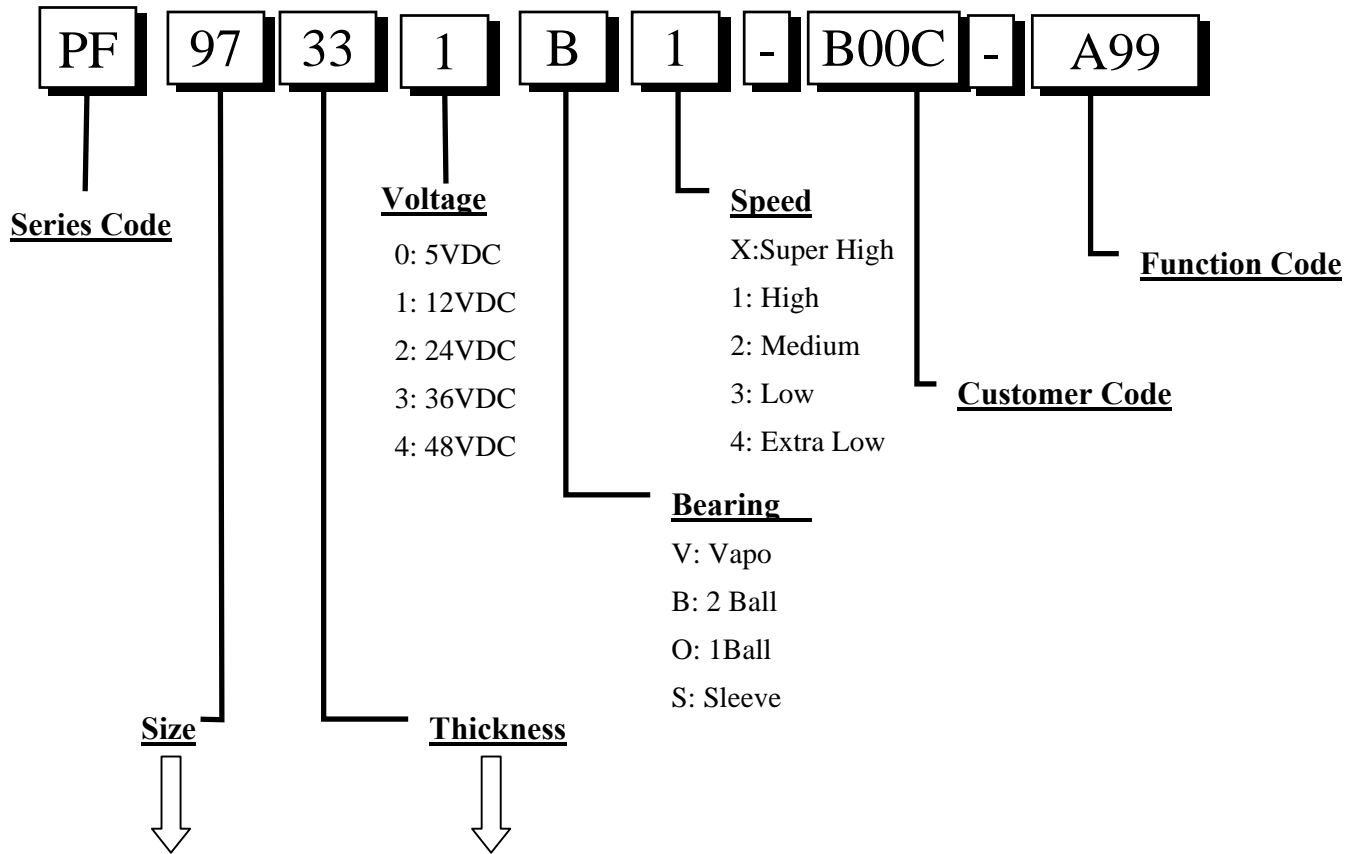 PF 97 33 1 B 1 - B00C - A99
Series Code
Voltage
0: 5VDC
1: 12VDC
2: 24VDC
3: 36VDC
4: 48VDC
Speed
X:Super High
1: High
2: Medium
3: Low
4: Extra Low
Function Code
Customer Code
Bearing
V: Vapo
B: 2 Ball
O: 1Ball
S: Sleeve
Size
Thickness